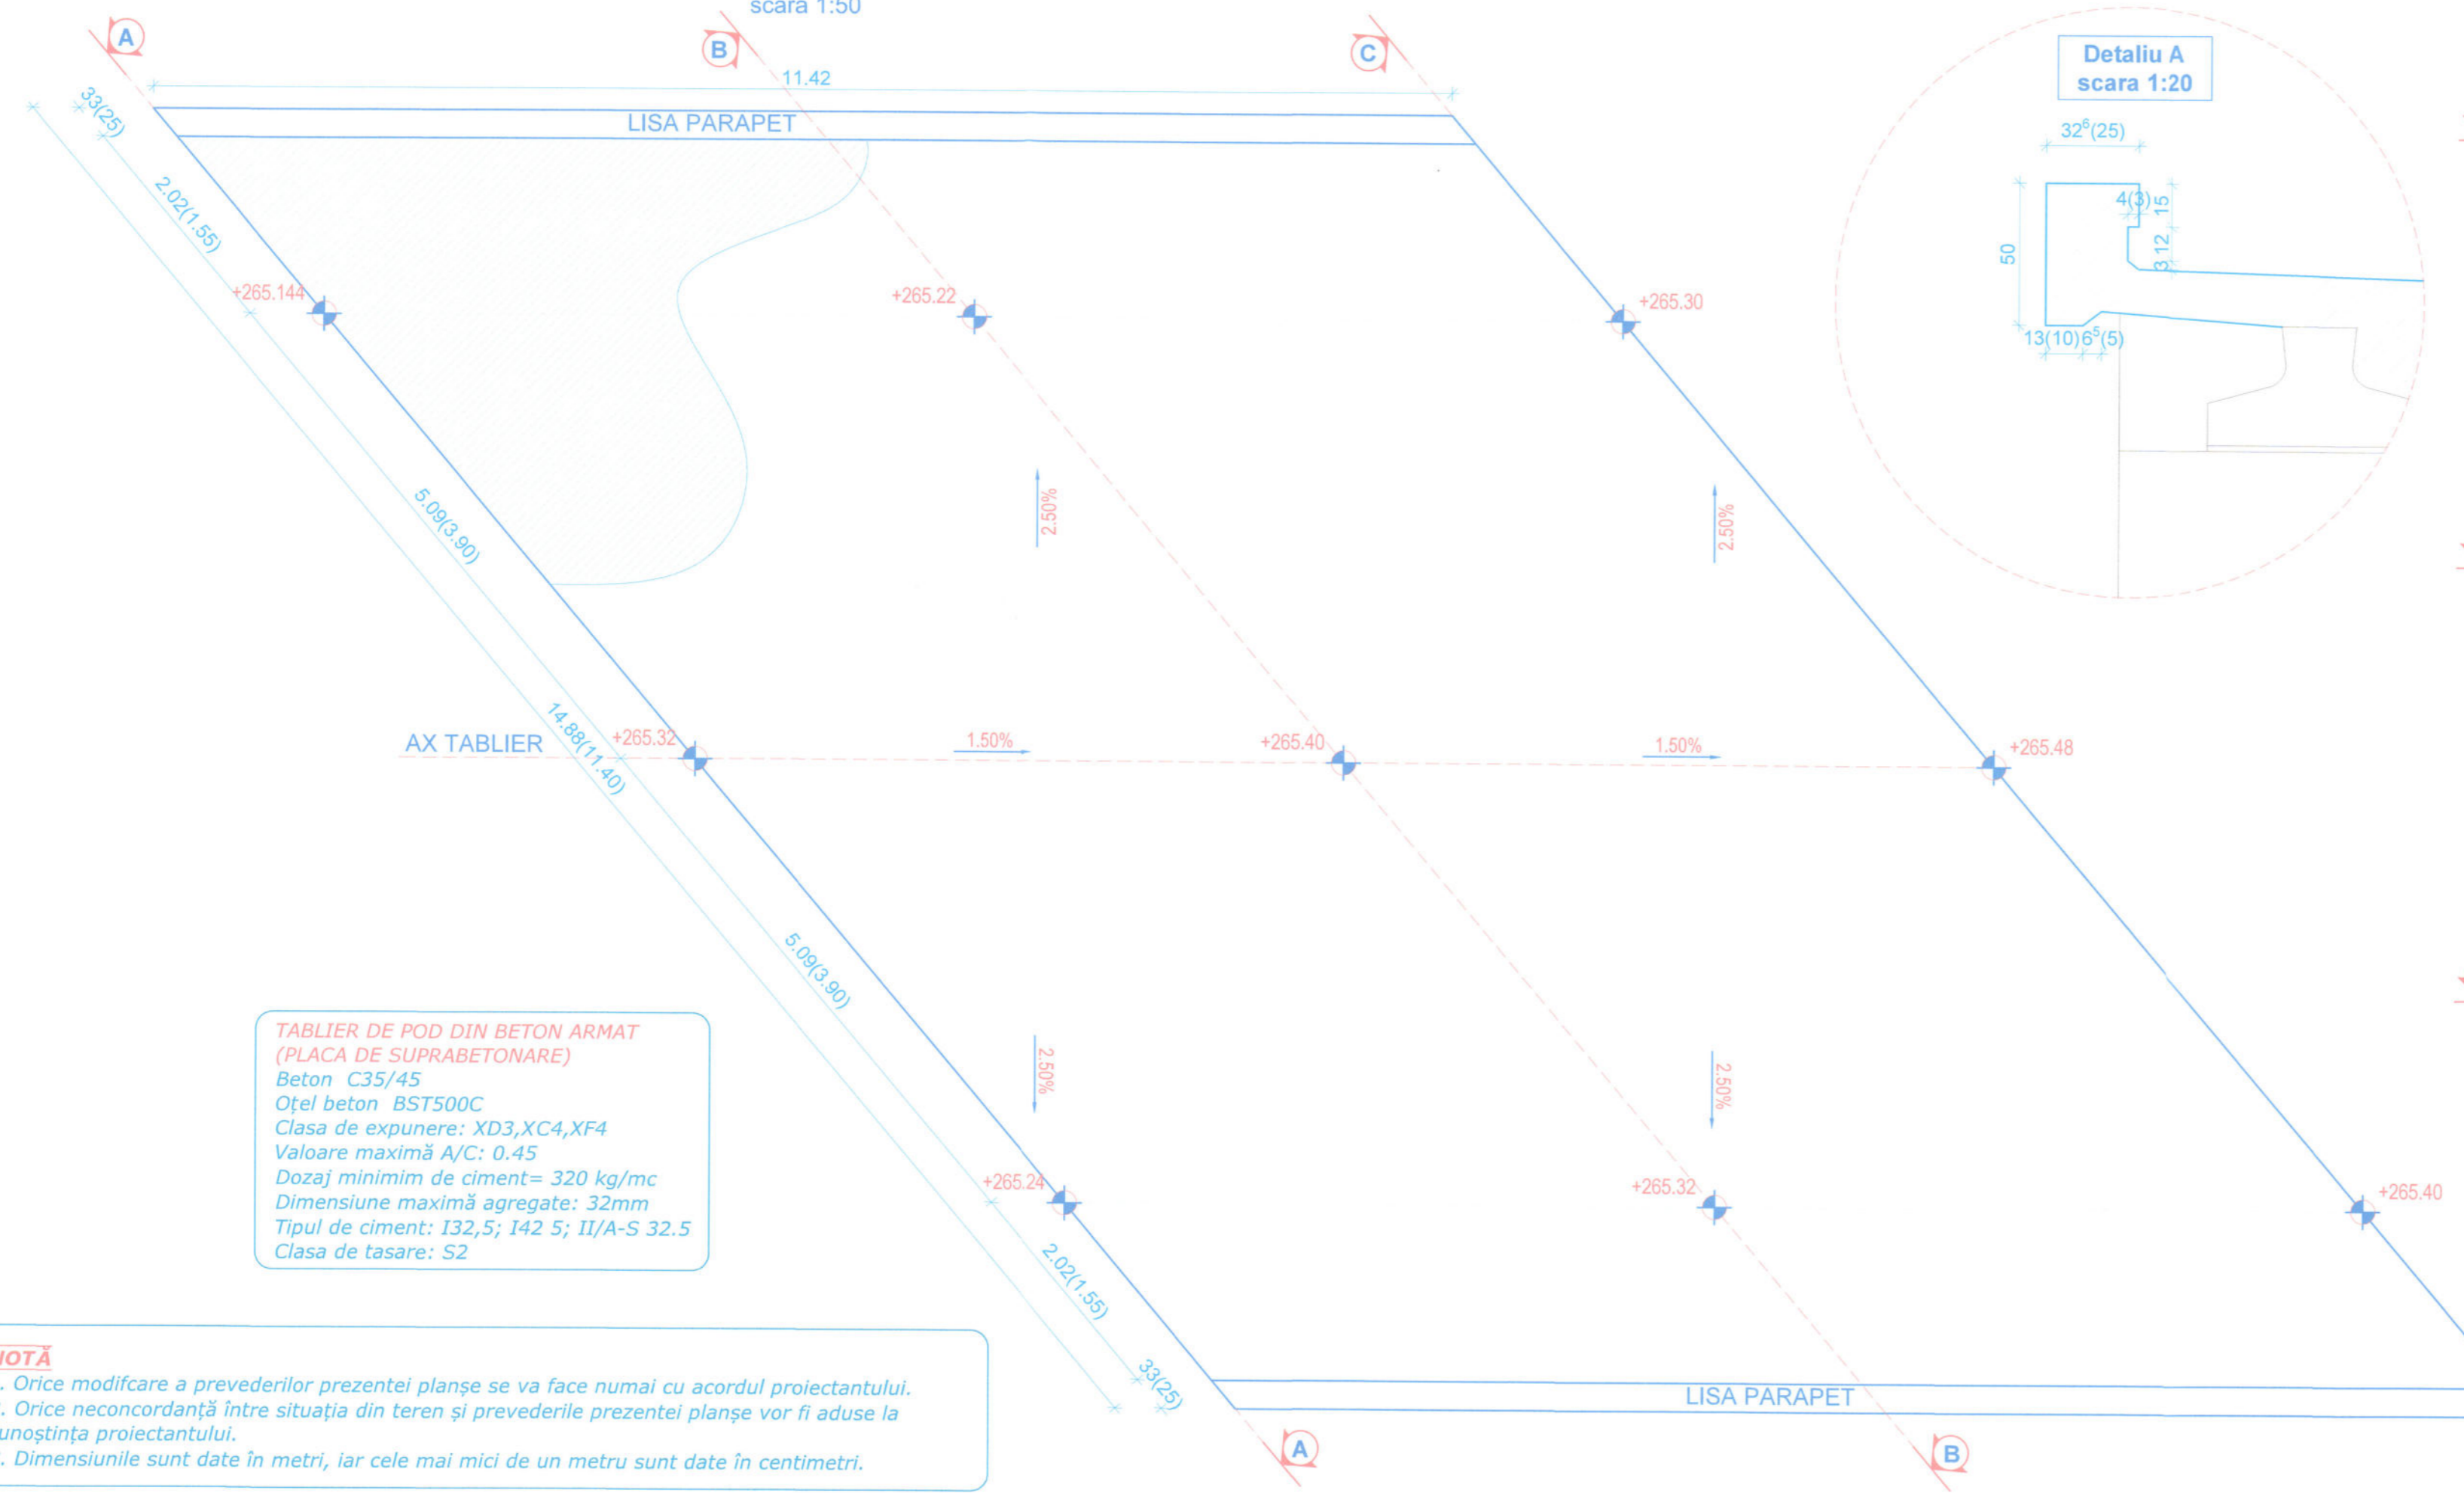 scara 1:50
A
B
C
11.42
LISA PARAPET
33(25)
2.02(1.55)
5.09(3.90)
14.88(11.40)
5.09(3.90)
2.02(1.55)
33(25)
+265.144
+265.22
+265.30
2.50%
2.50%
AX TABLIER
+265.32
1.50%
+265.40
1.50%
+265.48
2.50%
2.50%
+265.24
+265.32
+265.40
LISA PARAPET
A
B
Detaliu A
scara 1:20
32⁶(25)
4(3)
15
12
3
50
13(10)
6⁵(5)
TABLIER DE POD DIN BETON ARMAT
(PLACA DE SUPRABETONARE)
Beton C35/45
Oțel beton BST500C
Clasa de expunere: XD3,XC4,XF4
Valoare maximă A/C: 0.45
Dozaj minimim de ciment= 320 kg/mc
Dimensiune maximă agregate: 32mm
Tipul de ciment: I32,5; I42 5; II/A-S 32.5
Clasa de tasare: S2
IOTĂ
. Orice modifcare a prevederilor prezentei planșe se va face numai cu acordul proiectantului.
. Orice neconcordanță între situația din teren și prevederile prezentei planșe vor fi aduse la
unoștința proiectantului.
. Dimensiunile sunt date în metri, iar cele mai mici de un metru sunt date în centimetri.